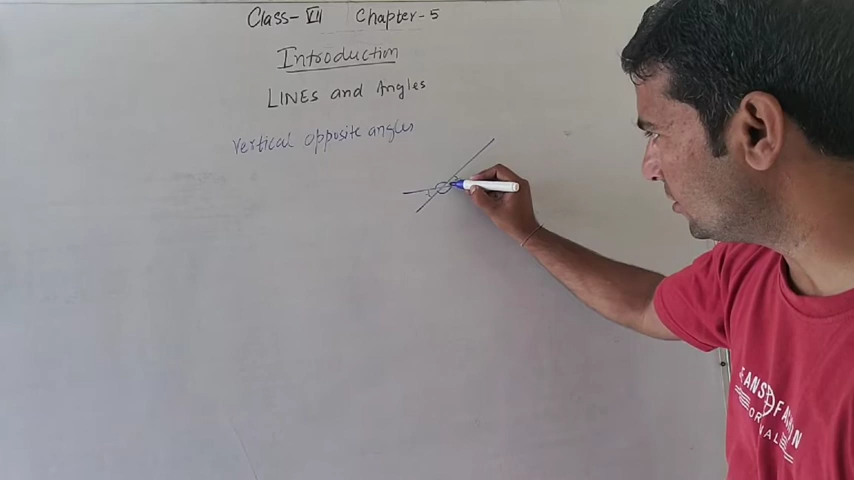 Class-VII Chapter-5
Introduction
LINES and Angles
Vertical opposite angles